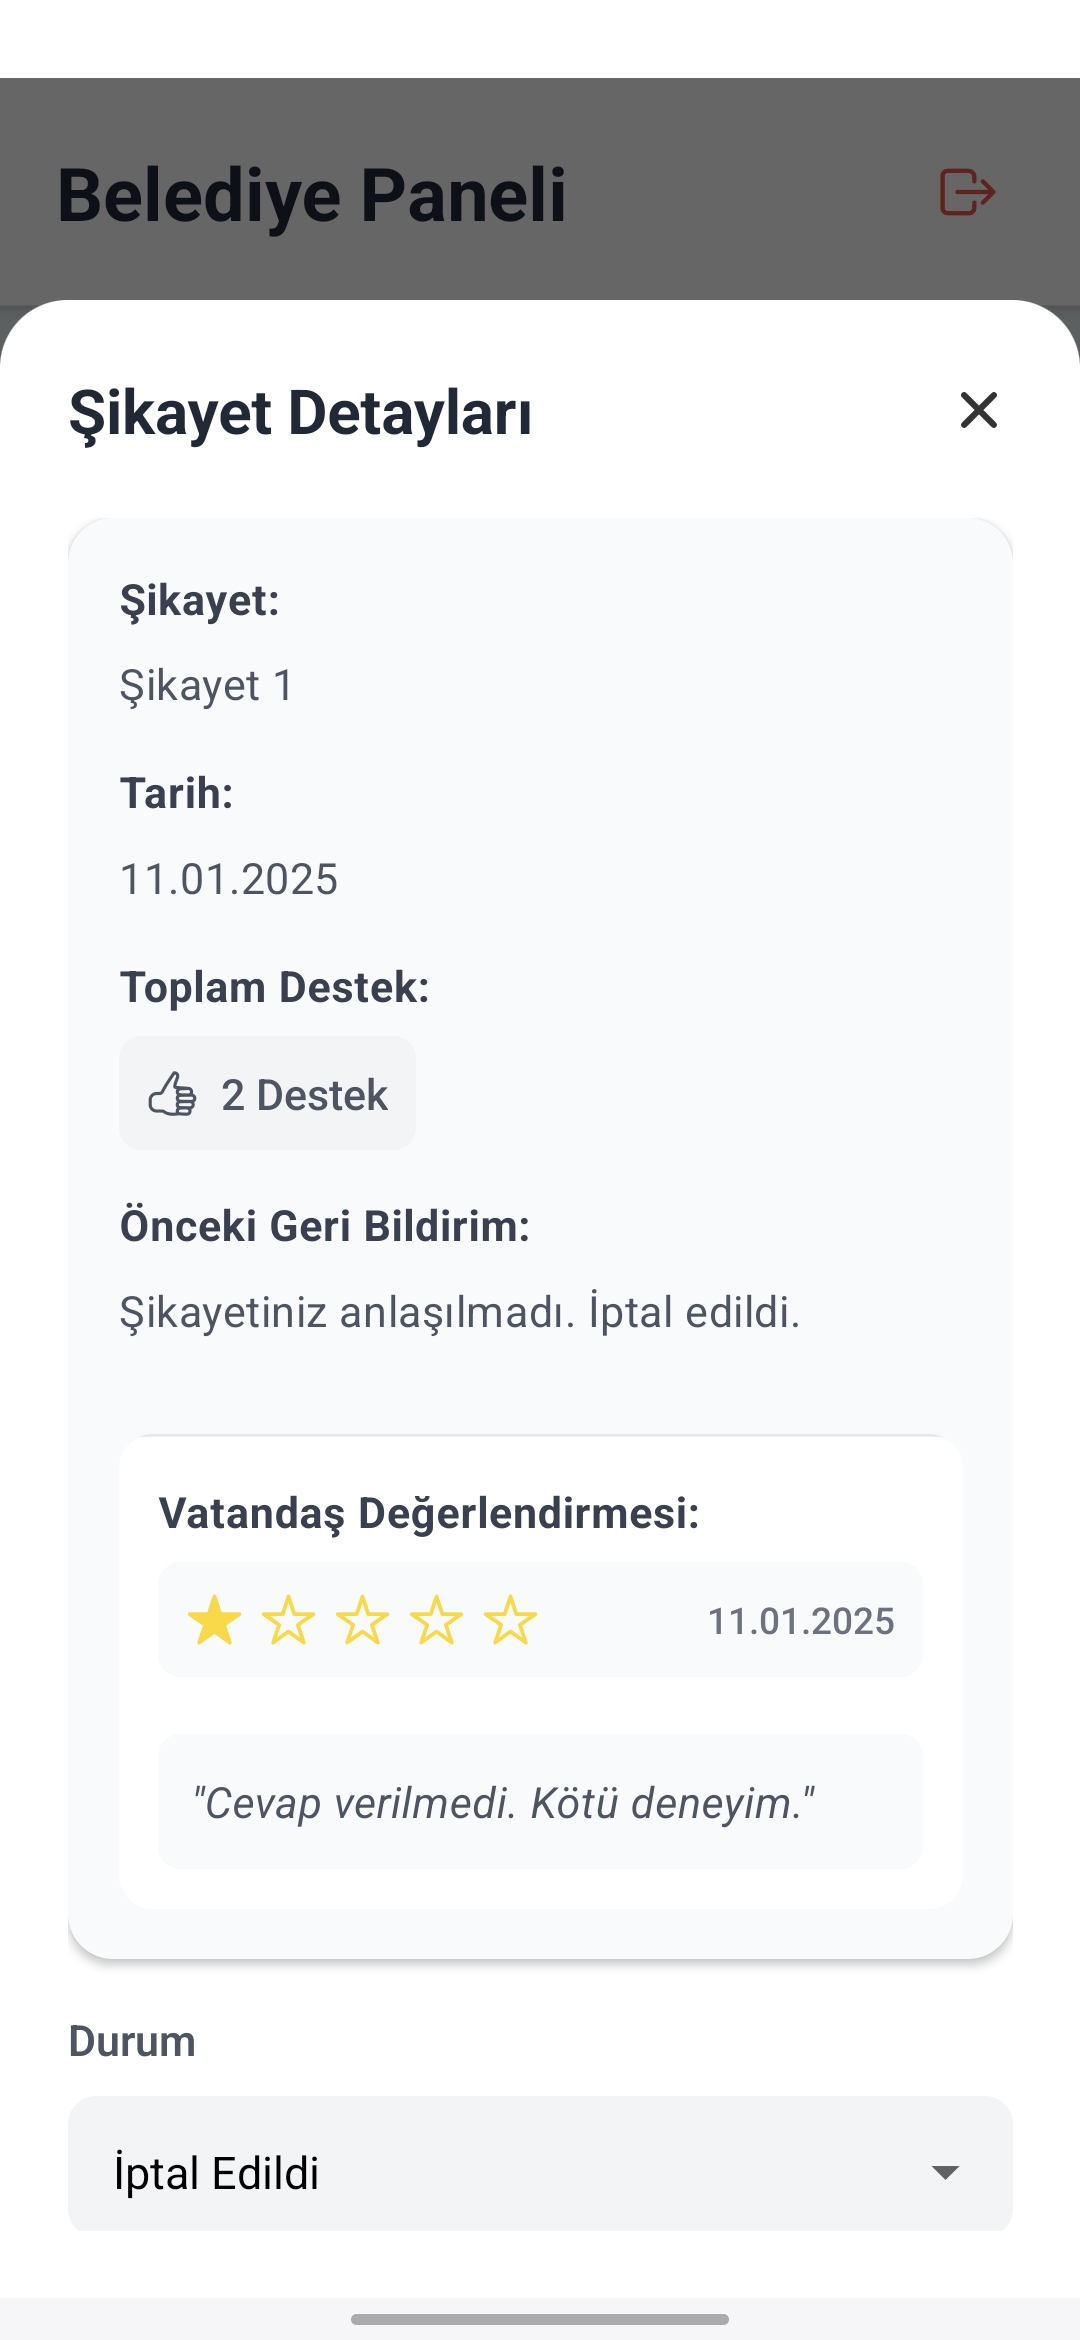 Belediye Paneli
Şikayet Detayları
Şikayet:
Şikayet 1
Tarih:
11.01.2025
Toplam Destek:
2 Destek
Önceki Geri Bildirim:
Şikayetiniz anlaşılmadı. İptal edildi.
Vatandaş Değerlendirmesi:
11.01.2025
"Cevap verilmedi. Kötü deneyim."
Durum
İptal Edildi